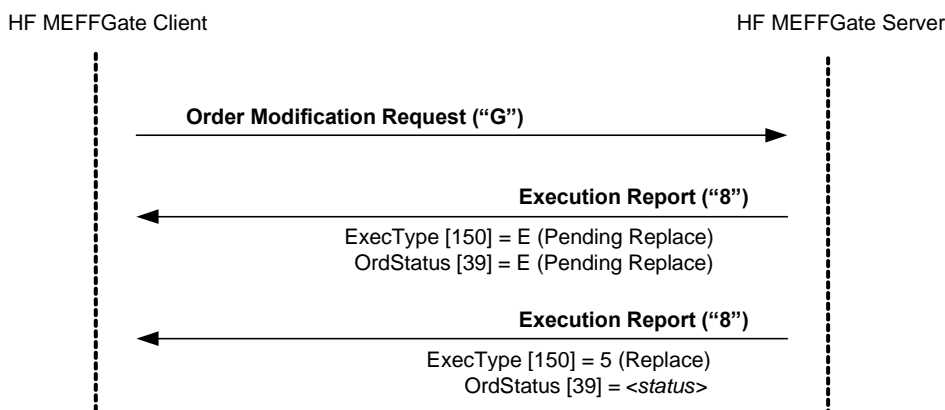 HF MEFFGate Client
HF MEFFGate Server
Order Modification Request (“G”)
Execution Report (“8”)
ExecType [150] = E (Pending Replace)
OrdStatus [39] = E (Pending Replace)
Execution Report (“8”)
ExecType [150] = 5 (Replace)
OrdStatus [39] = <status>